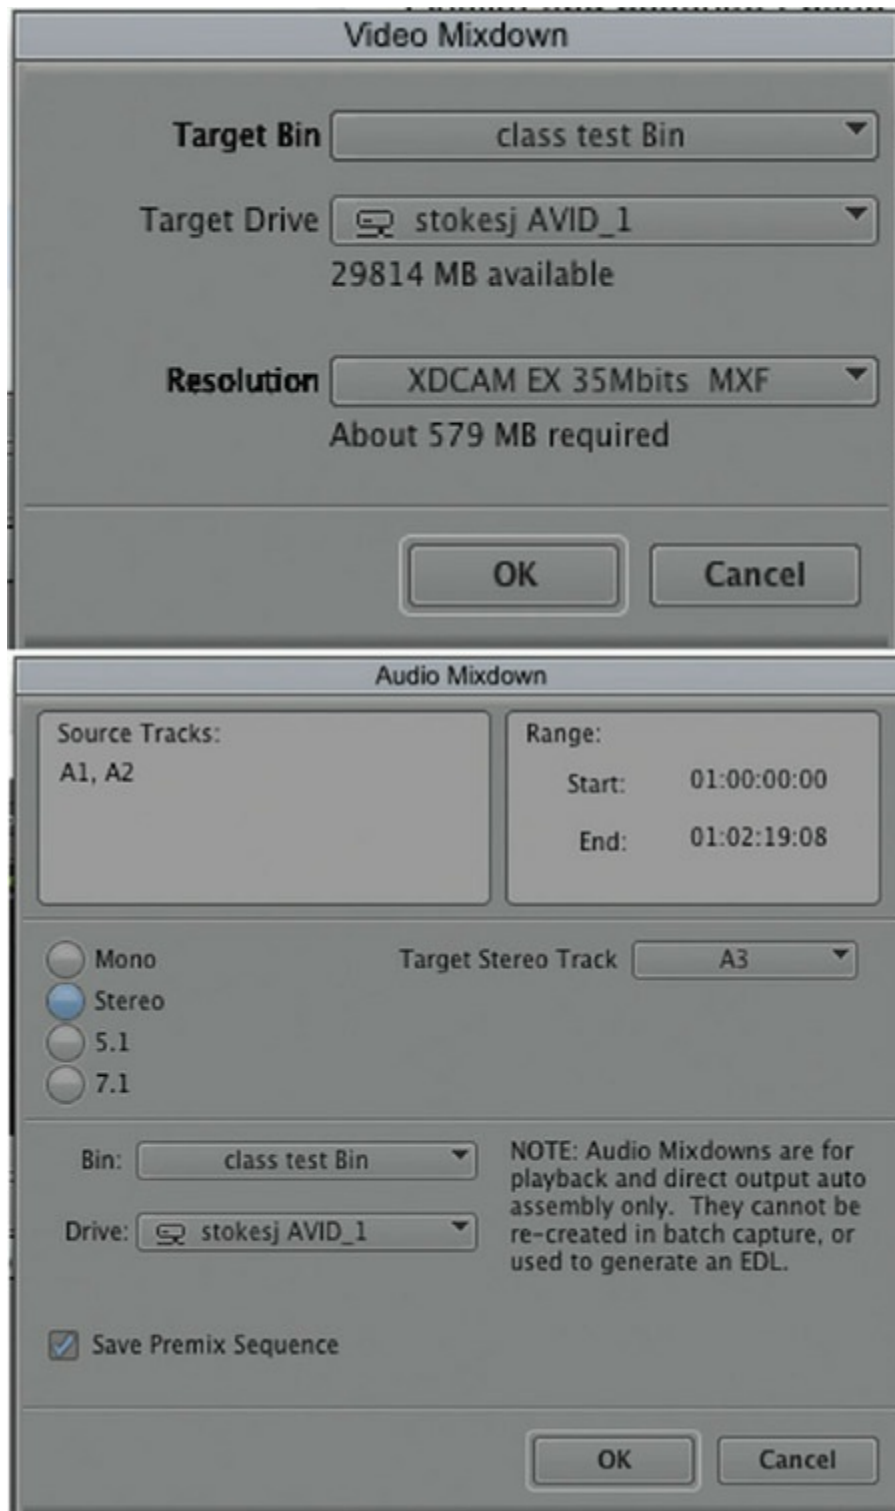 Video Mixdown
Target Bin class test Bin
Target Drive stokesj AVID_1
29814 MB available
Resolution XDCAM EX 35Mbits MXF
About 579 MB required
OK Cancel
Audio Mixdown
Source Tracks:
A1, A2
Range:
Start: 01:00:00:00
End: 01:02:19:08
Mono
Stereo
5.1
7.1
Target Stereo Track A3
Bin: class test Bin
Drive: stokesj AVID_1
NOTE: Audio Mixdowns are for
playback and direct output auto
assembly only. They cannot be
re-created in batch capture, or
used to generate an EDL.
Save Premix Sequence
OK Cancel